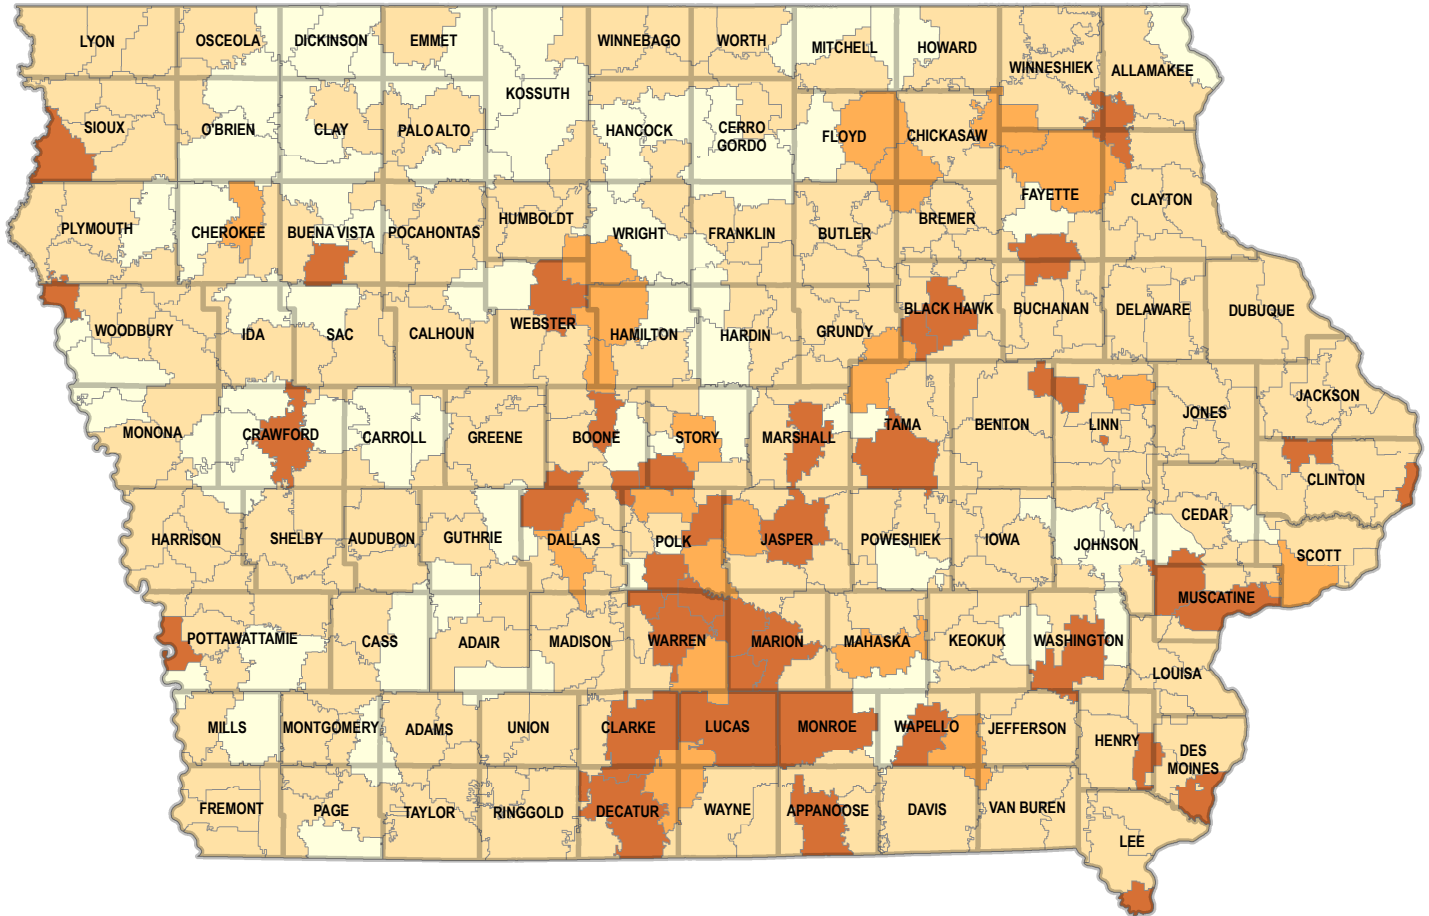 LYON
OSCEOLA
DICKINSON
EMMET
WINNEBAGO
WORTH
MITCHELL
HOWARD
WINNESHIEK
ALLAMAKEE
KOSSUTH
SIOUX
O'BRIEN
CLAY
PALO ALTO
HANCOCK
CERRO
GORDO
FLOYD
CHICKASAW
FAYETTE
CLAYTON
PLYMOUTH
CHEROKEE
BUENA VISTA
POCAHONTAS
HUMBOLDT
WRIGHT
FRANKLIN
BUTLER
BREMER
WOODBURY
IDA
SAC
CALHOUN
WEBSTER
HAMILTON
HARDIN
GRUNDY
BLACK HAWK
BUCHANAN
DELAWARE
DUBUQUE
MONONA
CRAWFORD
CARROLL
GREENE
BOONE
STORY
MARSHALL
TAMA
BENTON
LINN
JONES
JACKSON
CLINTON
CEDAR
HARRISON
SHELBY
AUDUBON
GUTHRIE
DALLAS
POLK
JASPER
POWESHIEK
IOWA
JOHNSON
SCOTT
MUSCATINE
POTTAWATTAMIE
CASS
ADAIR
MADISON
WARREN
MARION
MAHASKA
KEOKUK
WASHINGTON
LOUISA
MILLS
MONTGOMERY
ADAMS
UNION
CLARKE
LUCAS
MONROE
WAPELLO
JEFFERSON
HENRY
DES
MOINES
FREMONT
PAGE
TAYLOR
RINGGOLD
DECATUR
WAYNE
APPANOOSE
DAVIS
VAN BUREN
LEE